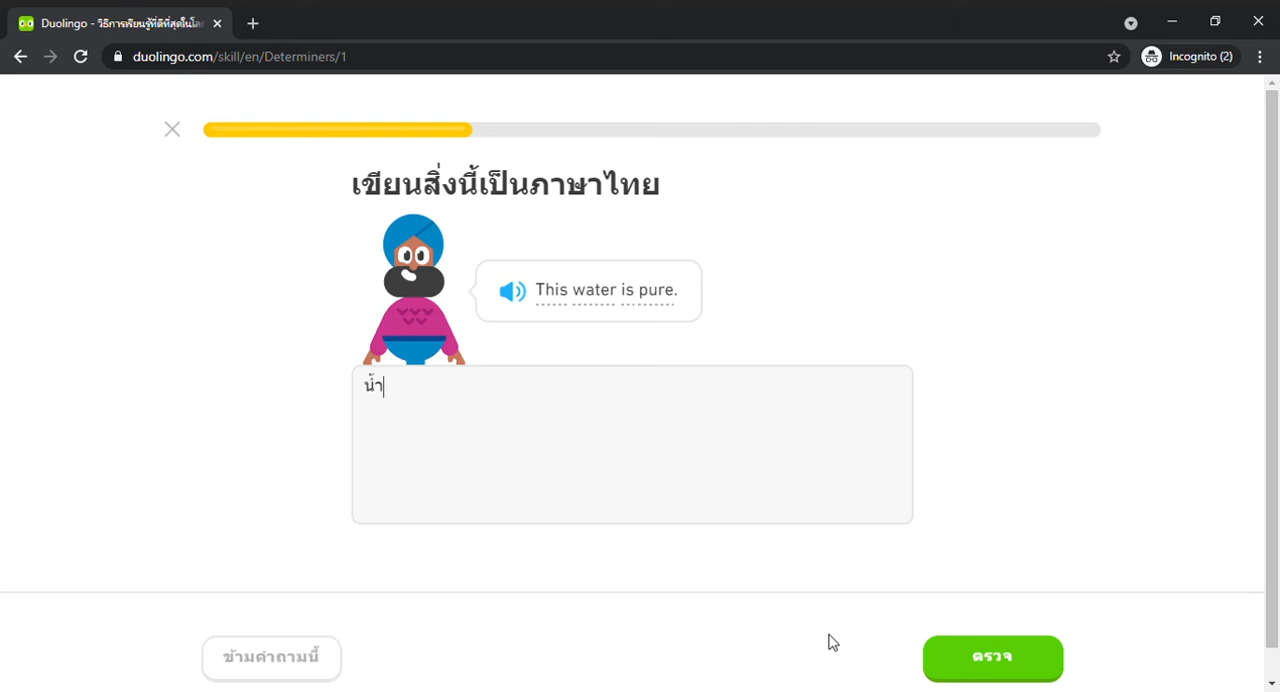 Duolingo - วิธีการเรียนรู้ที่ดีที่สุดในโล
duolingo.com/skill/en/Determiners/1
Incognito (2)
เขียนสิ่งนี้เป็นภาษาไทย
This water is pure.
น้ำ
ข้ามคำถามนี้
ตรวจ